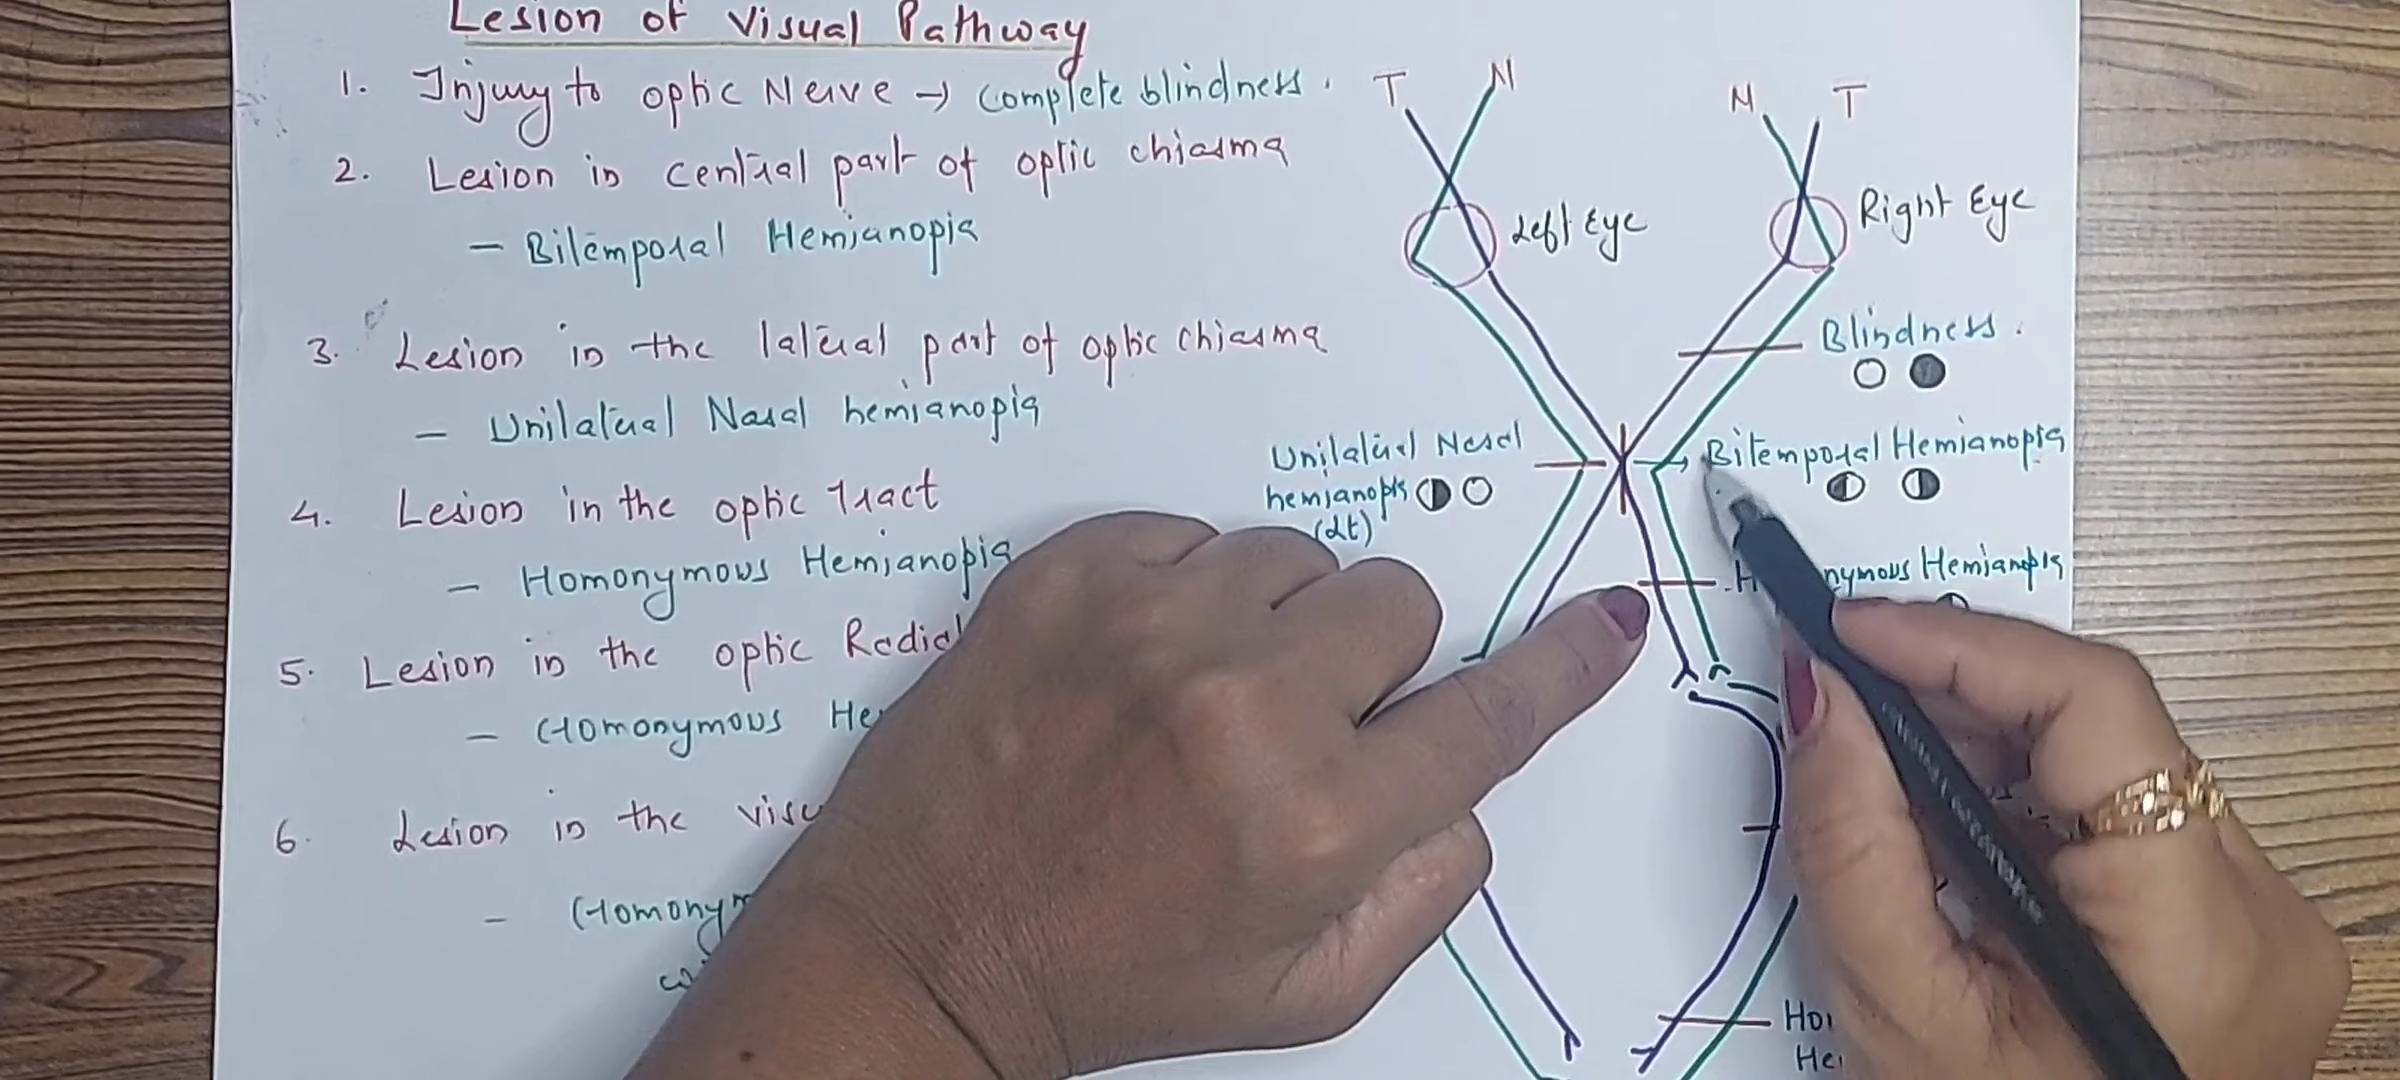 Lesion of Visual Pathway
1. Injury to optic Nerve → complete blindness.
2. Lesion in central part of optic chiasma
- Bitemporal Hemianopia
3. Lesion in the lateral part of optic chiasma
- Unilateral Nasal hemianopia
4. Lesion in the optic Tract
- Homonymous Hemianopia
5. Lesion in the optic
- Homonymous
6. Lesion in the
-
T N
N T
Left Eye
Right Eye
Blindness.
Unilateral Nasal
hemianopia
(Lt)
→ Bitemporal Hemianopia
Hemianopia